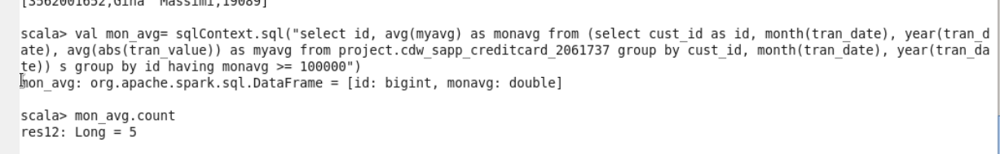 [3562001652,Gina  Massimi,19089]
scala> val mon_avg= sqlContext.sql("select id, avg(myavg) as monavg from (select cust_id as id, month(tran_date), year(tran_d
ate), avg(abs(tran_value)) as myavg from project.cdw_sapp_creditcard_2061737 group by cust_id, month(tran_date), year(tran_da
te)) s group by id having monavg >= 100000")
mon_avg: org.apache.spark.sql.DataFrame = [id: bigint, monavg: double]
scala> mon_avg.count
res12: Long = 5